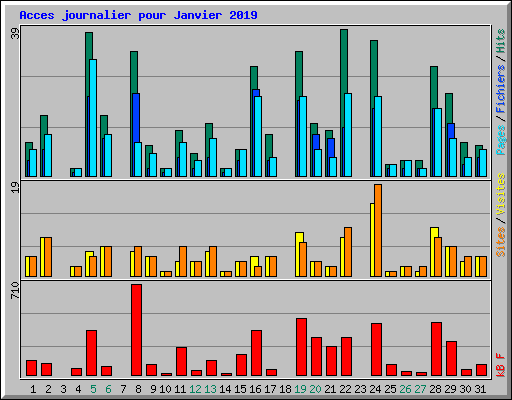 Acces journalier pour Janvier 2019
39
Pages / Fichiers / Hits
19
Sites / Visites
710
kB F
1 2 3 4 5 6 7 8 9 10 11 12 13 14 15 16 17 18 19 20 21 22 23 24 25 26 27 28 29 30 31